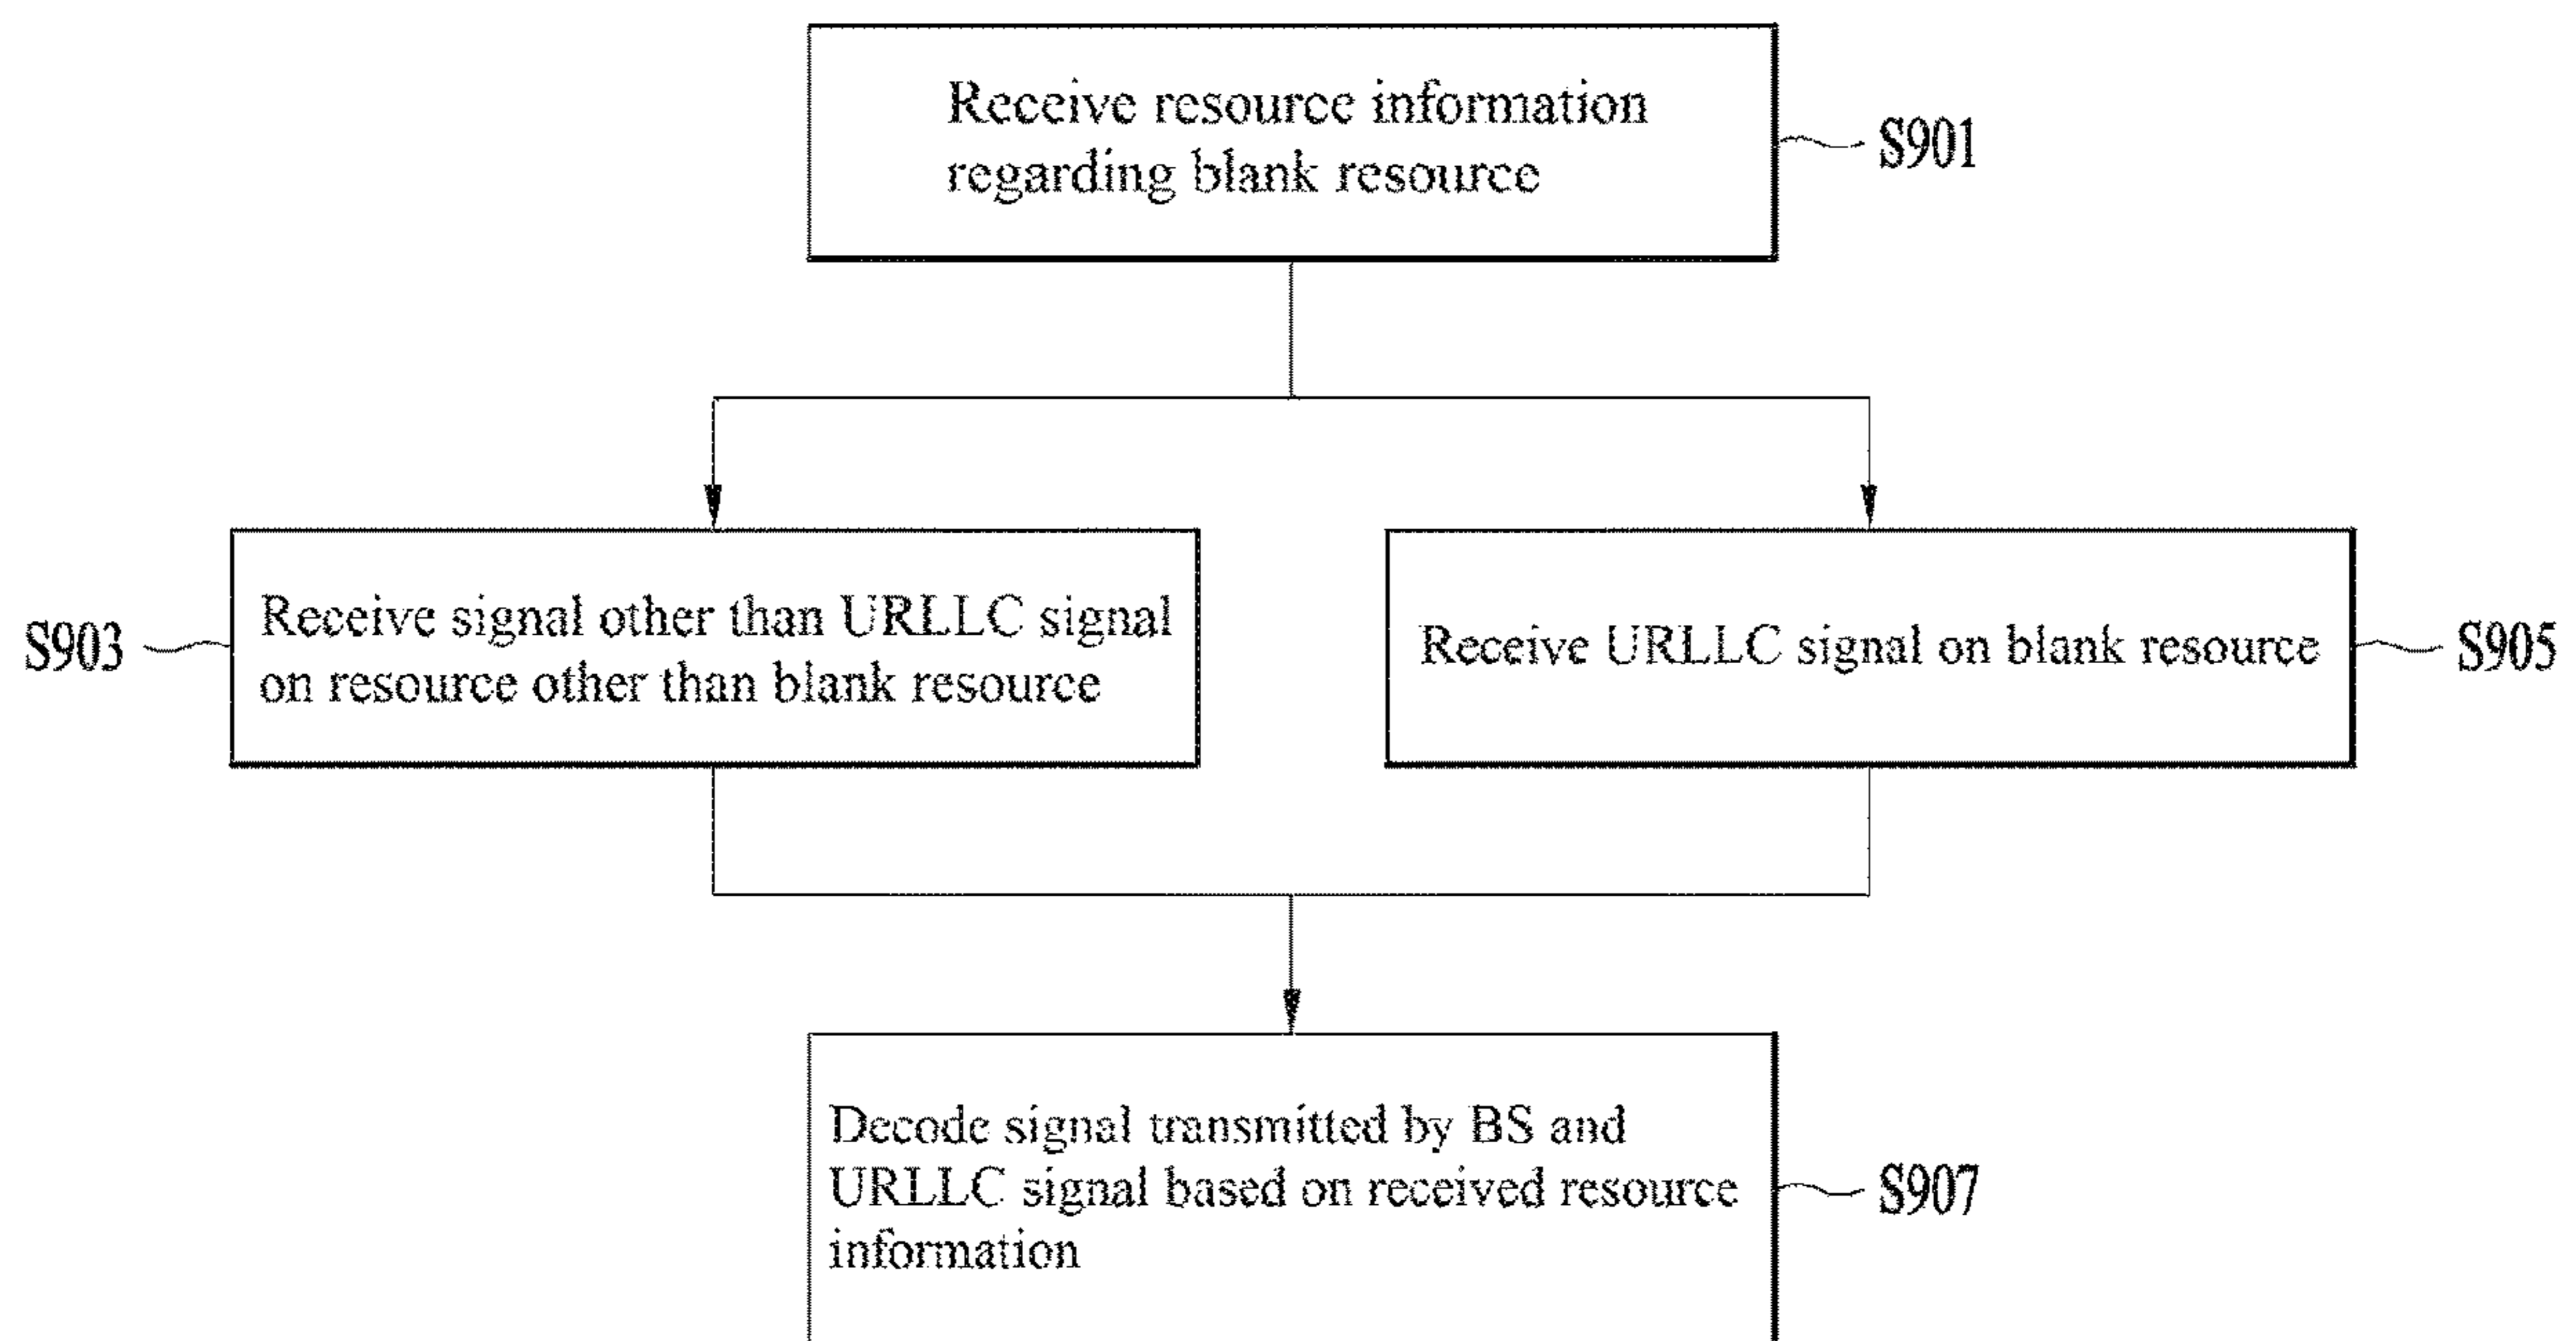 Receive resource information
regarding blank resource
S901
S903
Receive signal other than URLLC signal
on resource other than blank resource
Receive URLLC signal on blank resource
S905
Decode signal transmitted by BS and
URLLC signal based on received resource
information
S907